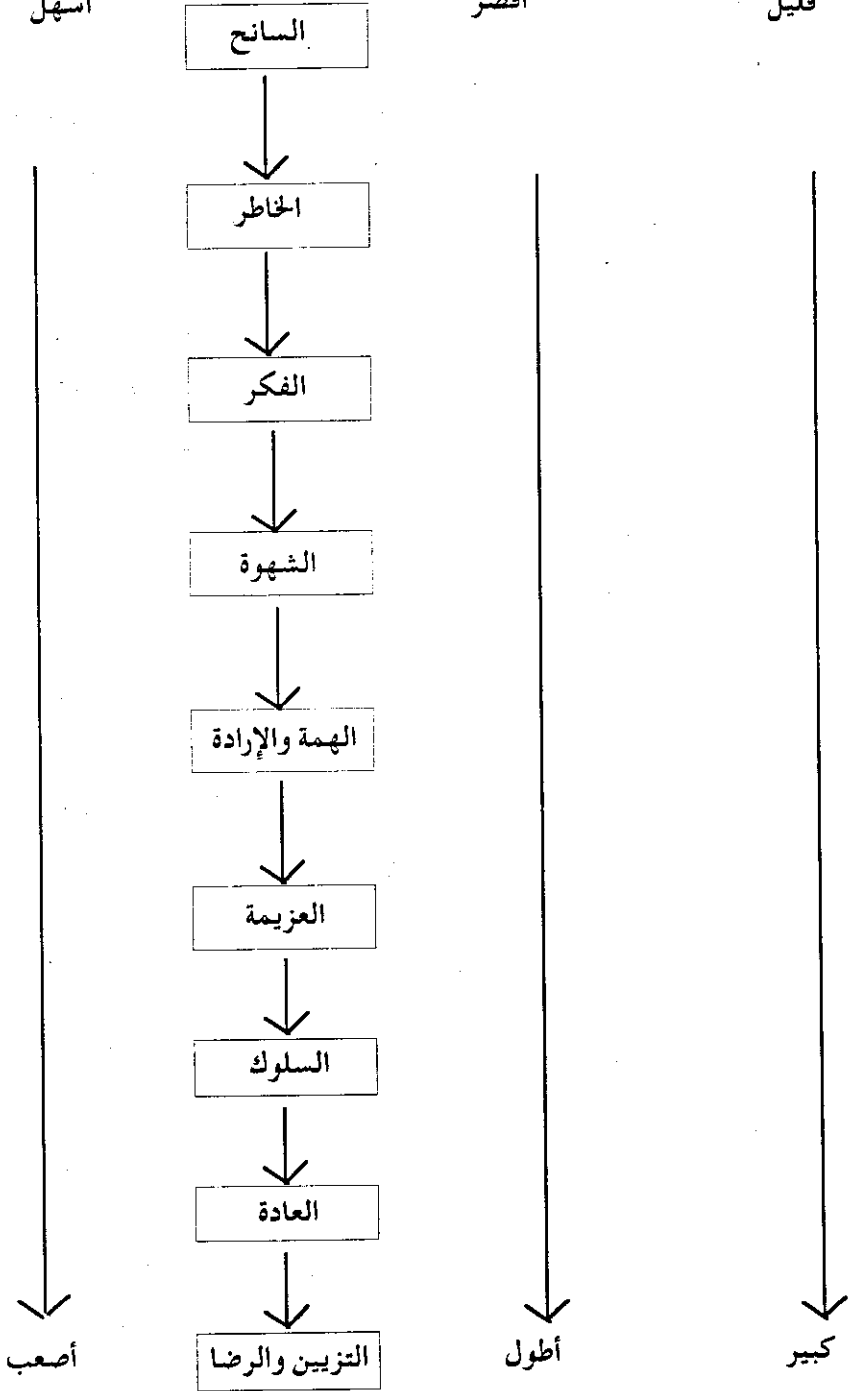 قليل أقصر أسهل
السانح
الخاطر
الفكر
الشهوة
الهمة والإرادة
العزيمة
السلوك
العادة
كبير أطول التزيين والرضا أصعب